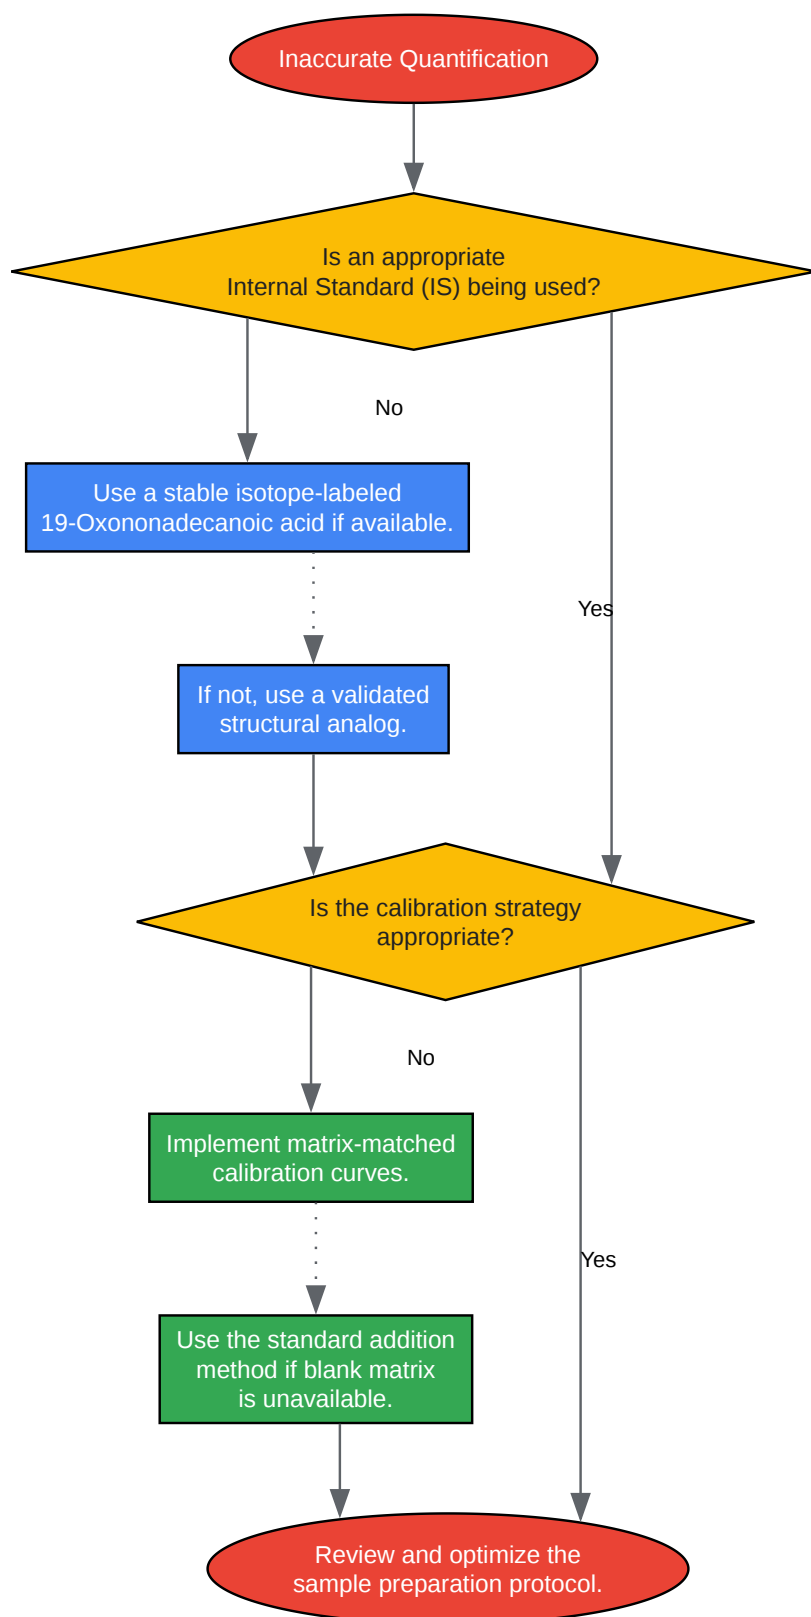 Inaccurate Quantification
Is an appropriate
Internal Standard (IS) being used?
No
Use a stable isotope-labeled
19-Oxononadecanoic acid if available.
Yes
If not, use a validated
structural analog.
Is the calibration strategy
appropriate?
No
Implement matrix-matched
calibration curves.
Yes
Use the standard addition
method if blank matrix
is unavailable.
Review and optimize the
sample preparation protocol.